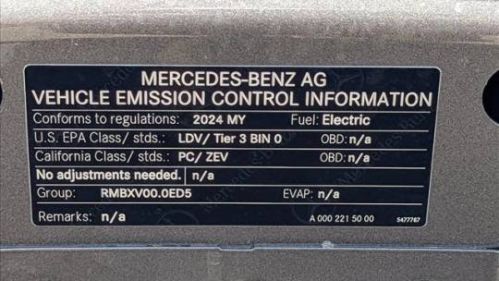 MERCEDES-BENZ AG
VEHICLE EMISSION CONTROL INFORMATION
Conforms to regulations: 2024 MY Fuel: Electric
U.S. EPA Class/ stds.: LDV/ Tier 3 BIN 0 OBD: n/a
California Class/ stds.: PC/ ZEV OBD: n/a
No adjustments needed. n/a
Group: RMBXV00.0ED5 EVAP: n/a
Remarks: n/a A 000 221 50 00